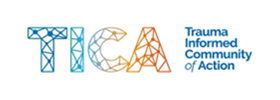 TICA
Trauma
Informed
Community
of Action